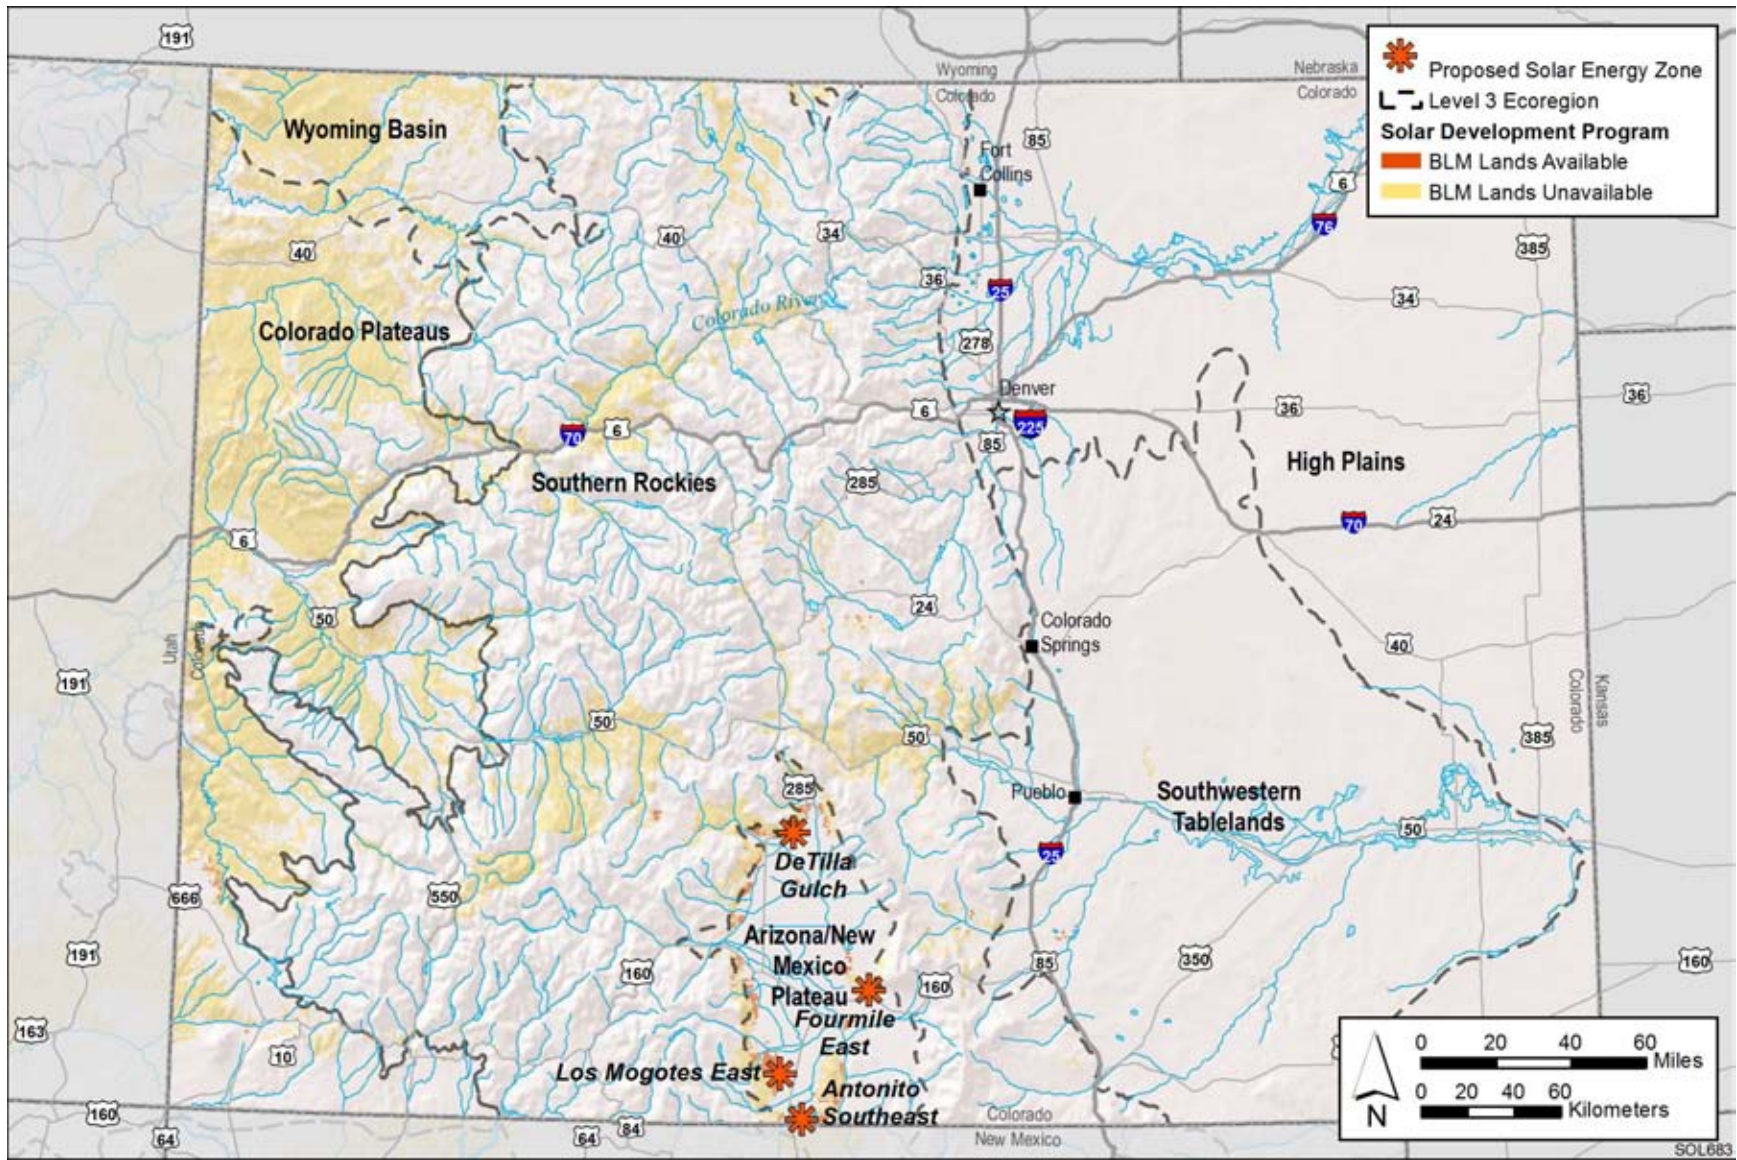 191
Wyoming
Colorado
Nebraska
Colorado
Proposed Solar Energy Zone
Level 3 Ecoregion
Solar Development Program
BLM Lands Available
BLM Lands Unavailable
Wyoming Basin
85
Fort
Collins
6
76
40
40
34
385
36
25
34
Colorado River
Colorado Plateaus
278
Denver
36
6
36
225
70
6
85
Southern Rockies
285
High Plains
70
24
6
24
50
Colorado
Springs
40
Utah
Colorado
191
Kansas
Colorado
50
50
385
285
Pueblo
Southwestern
Tablelands
50
25
DeTilla
Gulch
666
550
Arizona/New
Mexico
Plateau
191
160
160
85
350
160
Fourmile
East
163
10
Los Mogotes East
Antonito
Southeast
160
64
64
84
Colorado
New Mexico
0 20 40 60
Miles
0 20 40 60
Kilometers
N
SOL683